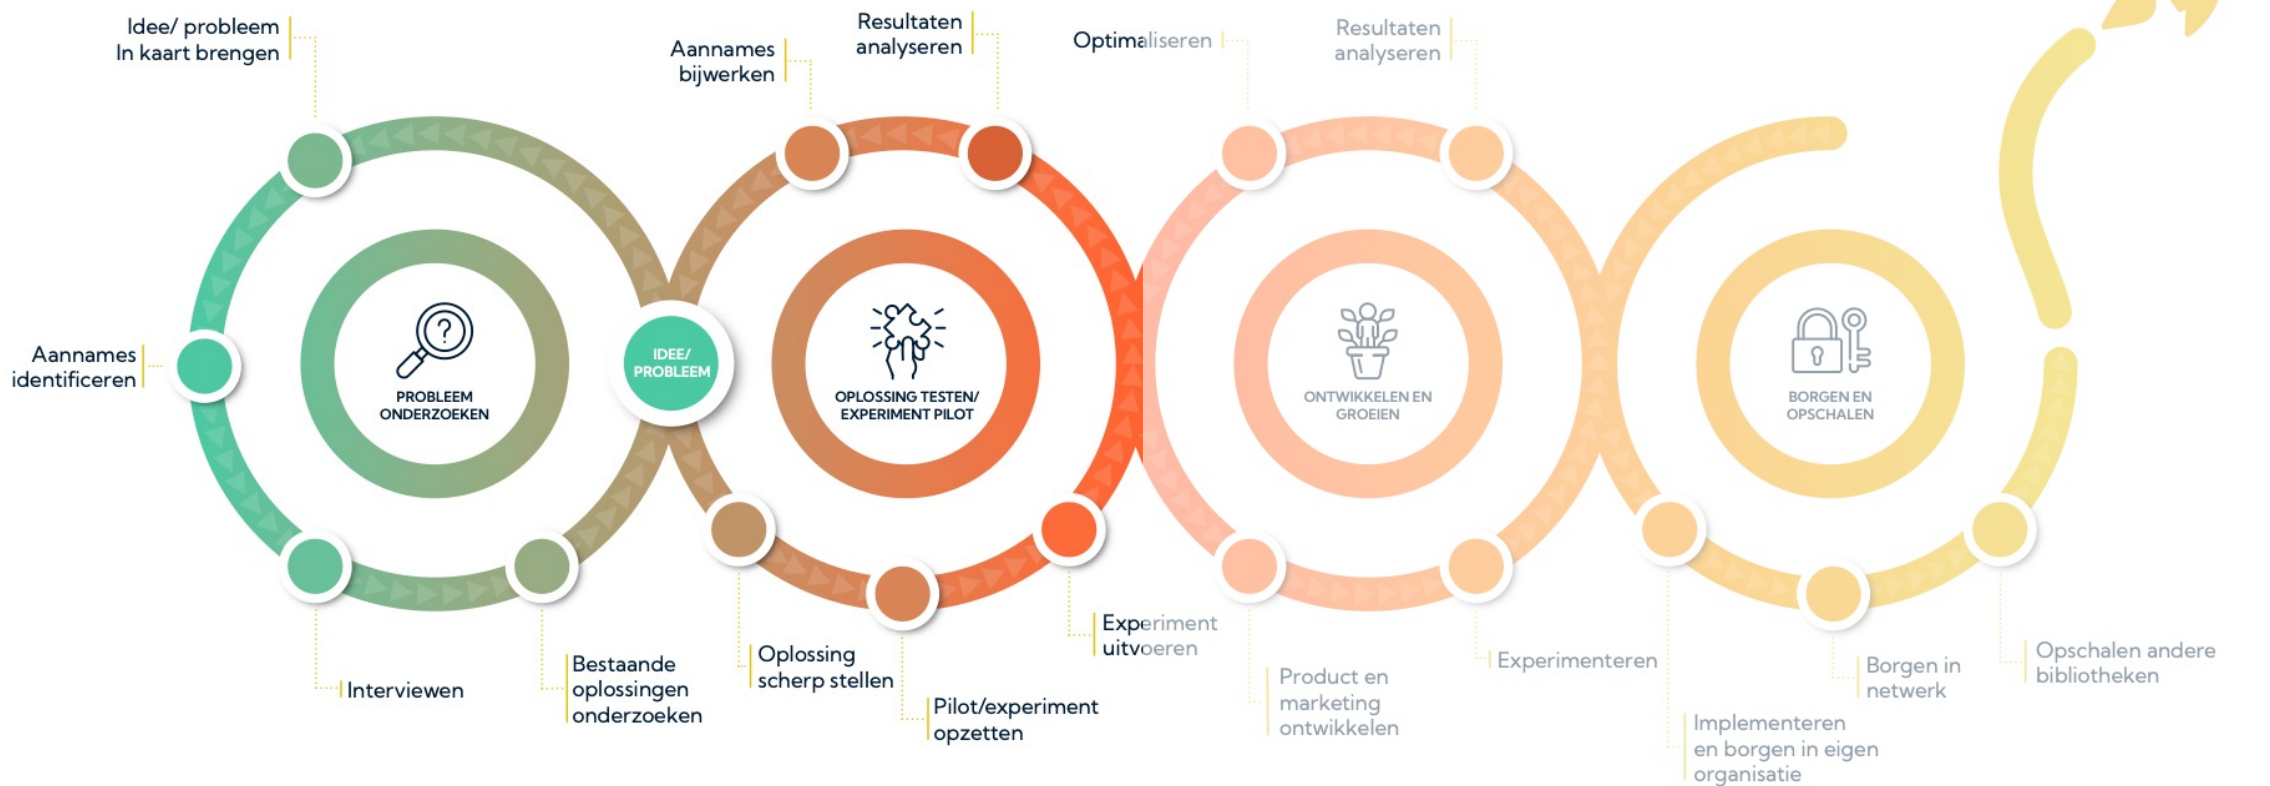 Idee/ probleem
In kaart brengen
Aannames
identificeren
Interviewen
Bestaande
oplossingen
onderzoeken
PROBLEEM
ONDERZOEKEN
IDEE/
PROBLEEM
Aannames
bijwerken
Resultaten
analyseren
OPLOSSING TESTEN/
EXPERIMENT PILOT
Oplossing
scherp stellen
Pilot/experiment
opzetten
Experiment
uitvoeren
Optimaliseren
Resultaten
analyseren
ONTWIKKELEN EN
GROEIEN
Product en
marketing
ontwikkelen
Experimenteren
BORGEN EN
OPSCHALEN
Implementeren
en borgen in eigen
organisatie
Borgen in
netwerk
Opschalen andere
bibliotheken